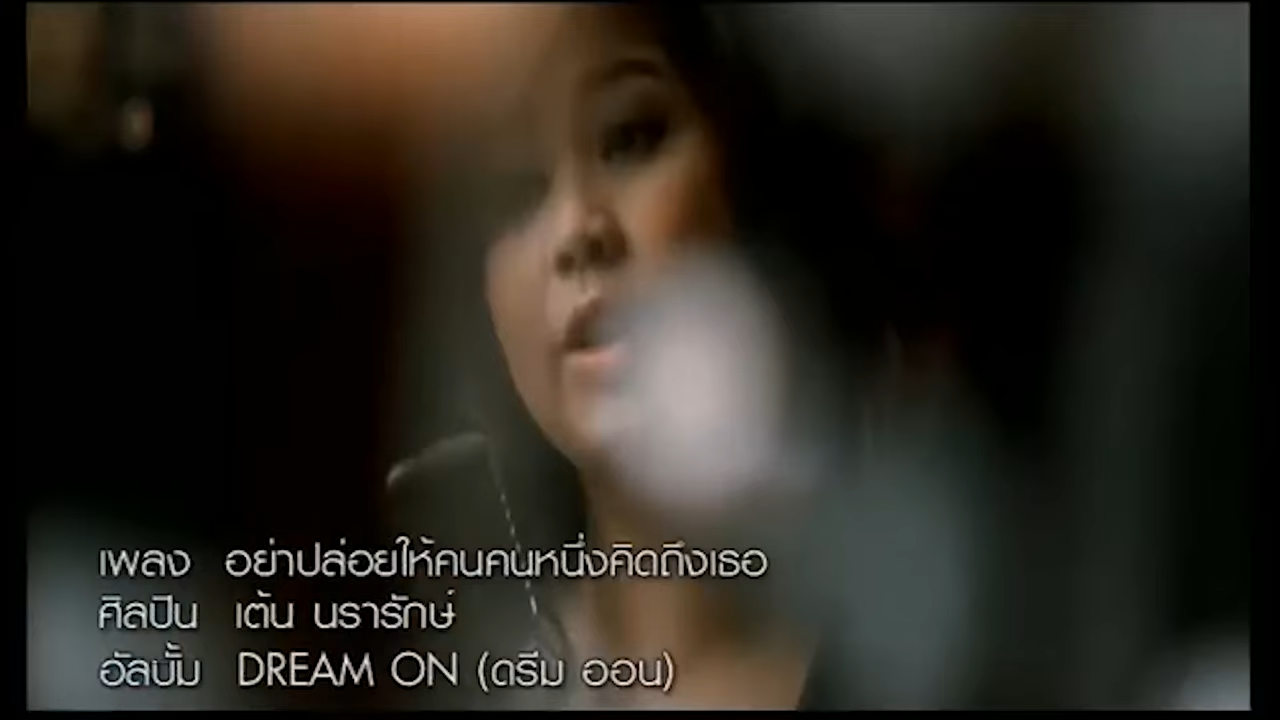 เพลง อย่าปล่อยให้คนคนหนึ่งคิดถึงเธอ
ศิลปิน เต้น นรารักษ์
อัลบั้ม DREAM ON (ดรีม ออน)